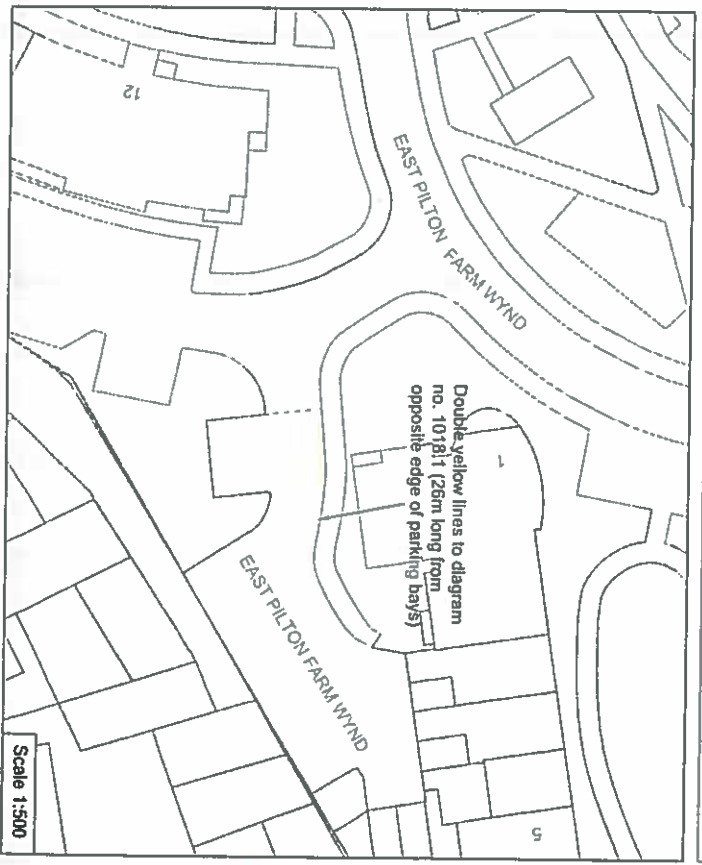 12
EAST PILTON FARM WYND
Double yellow lines to diagram
no. 1018.1 (26m long from
opposite edge of parking bays)
1
EAST PILTON FARM WYND
5
Scale 1:500